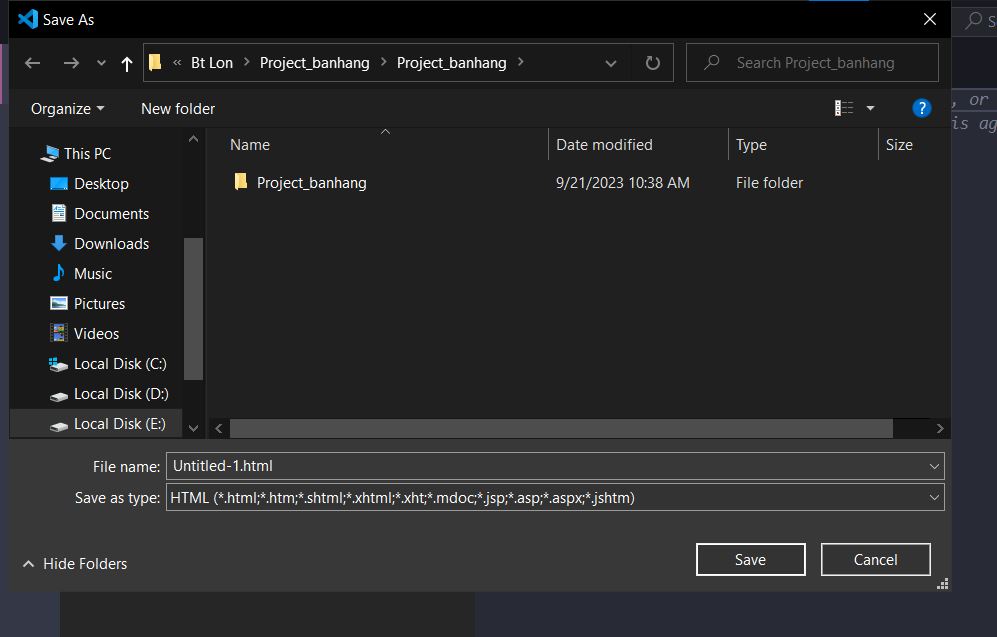 Save As
« Bt Lon > Project_banhang > Project_banhang >
Search Project_banhang
S
Organize
New folder
?
, or
is ag
Name
Date modified
Type
Size
Project_banhang
9/21/2023 10:38 AM
File folder
This PC
Desktop
Documents
Downloads
Music
Pictures
Videos
Local Disk (C:)
Local Disk (D:)
Local Disk (E:)
File name: Untitled-1.html
Save as type: HTML (*.html;*.htm;*.shtml;*.xhtml;*.xht;*.mdoc;*.jsp;*.asp;*.aspx;*.jshtm)
Hide Folders
Save
Cancel